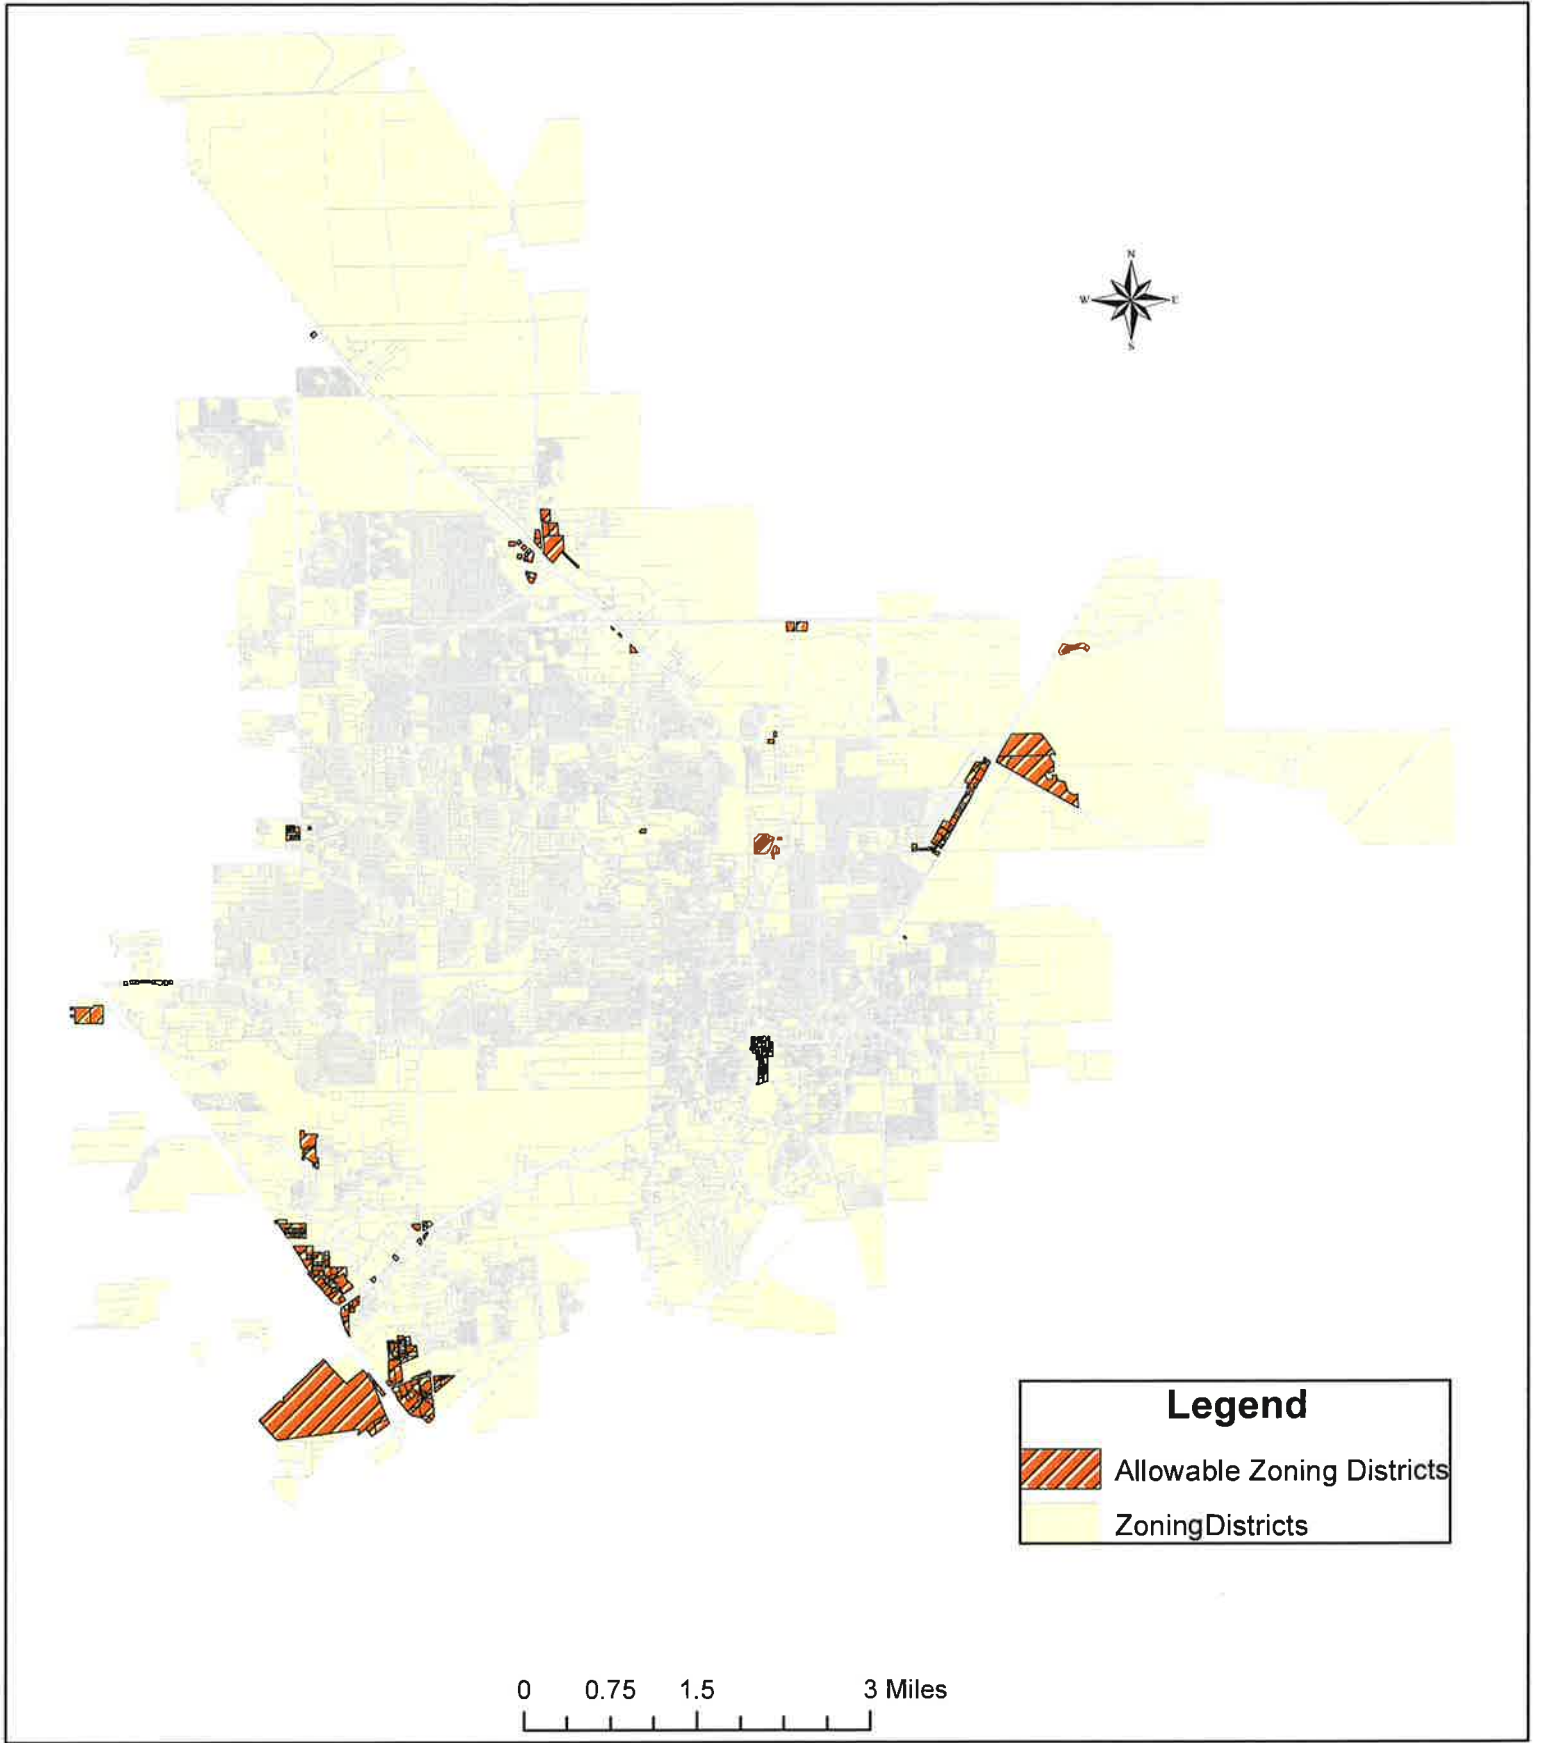 N
W E
S
Legend
Allowable Zoning Districts
ZoningDistricts
0 0.75 1.5 3 Miles